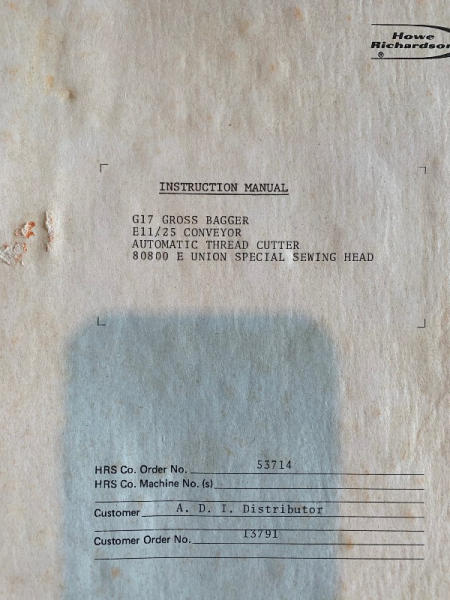 Howe
Richardson
®
INSTRUCTION MANUAL
G17 GROSS BAGGER
E11/25 CONVEYOR
AUTOMATIC THREAD CUTTER
80800 E UNION SPECIAL SEWING HEAD
HRS Co. Order No. 53714
HRS Co. Machine No. (s)
Customer A. D. I. Distributor
Customer Order No. 13791